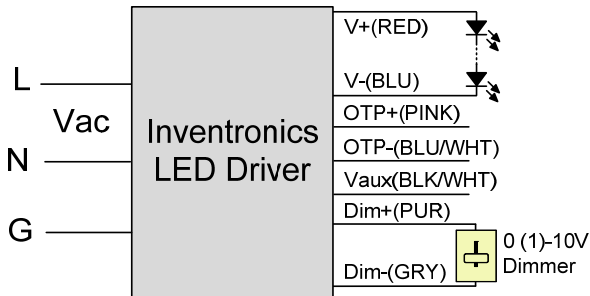 L
Vac
N
G
Inventronics
LED Driver
V+(RED)
V-(BLU)
OTP+(PINK)
OTP-(BLU/WHT)
Vaux(BLK/WHT)
Dim+(PUR)
Dim-(GRY)
0 (1)-10V
Dimmer